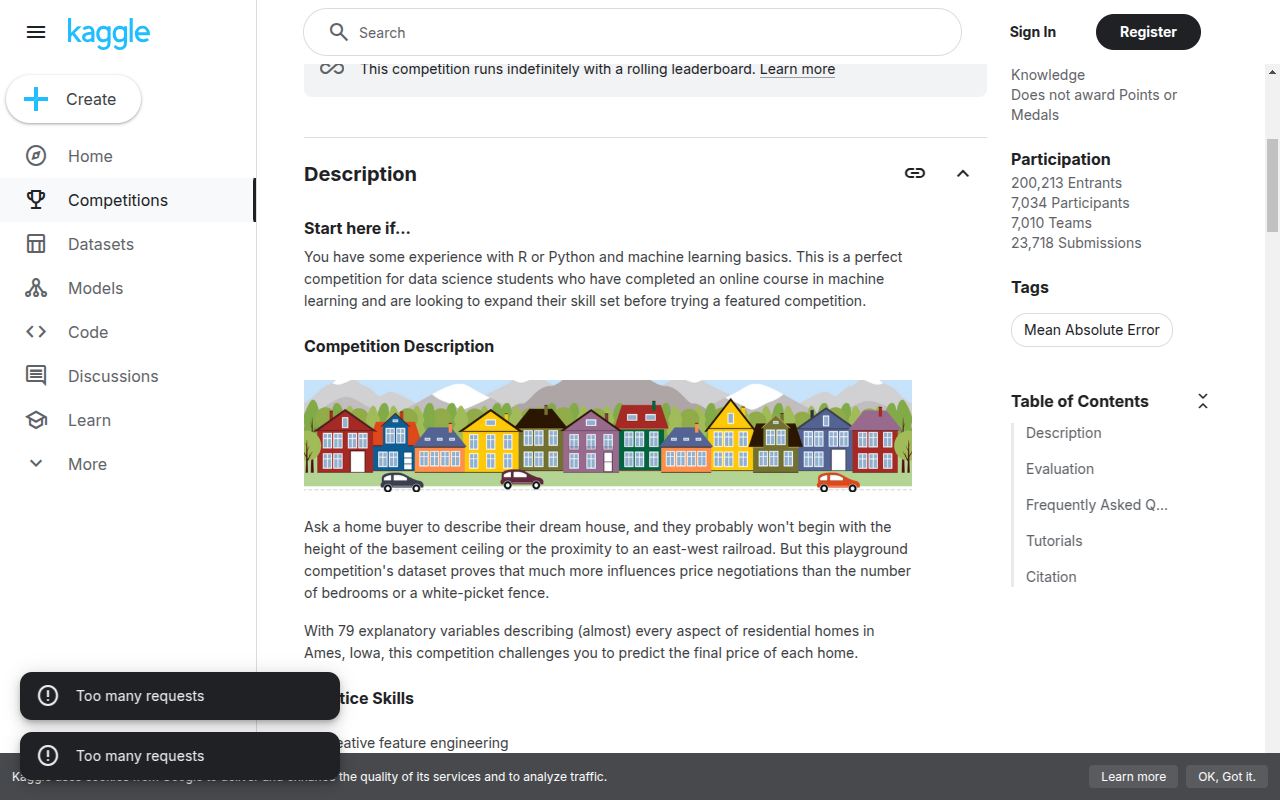 kaggle
Search
Sign In
Register
Create
Home
Competitions
Datasets
Models
Code
Discussions
Learn
More
This competition runs indefinitely with a rolling leaderboard. Learn more
Description
Start here if...
You have some experience with R or Python and machine learning basics. This is a perfect
competition for data science students who have completed an online course in machine
learning and are looking to expand their skill set before trying a featured competition.
Competition Description
Ask a home buyer to describe their dream house, and they probably won't begin with the
height of the basement ceiling or the proximity to an east-west railroad. But this playground
competition's dataset proves that much more influences price negotiations than the number
of bedrooms or a white-picket fence.
With 79 explanatory variables describing (almost) every aspect of residential homes in
Ames, Iowa, this competition challenges you to predict the final price of each home.
tice Skills
eative feature engineering
Knowledge
Does not award Points or
Medals
Participation
200,213 Entrants
7,034 Participants
7,010 Teams
23,718 Submissions
Tags
Mean Absolute Error
Table of Contents
Description
Evaluation
Frequently Asked Q...
Tutorials
Citation
Too many requests
Too many requests
the quality of its services and to analyze traffic.
Learn more
OK, Got it.